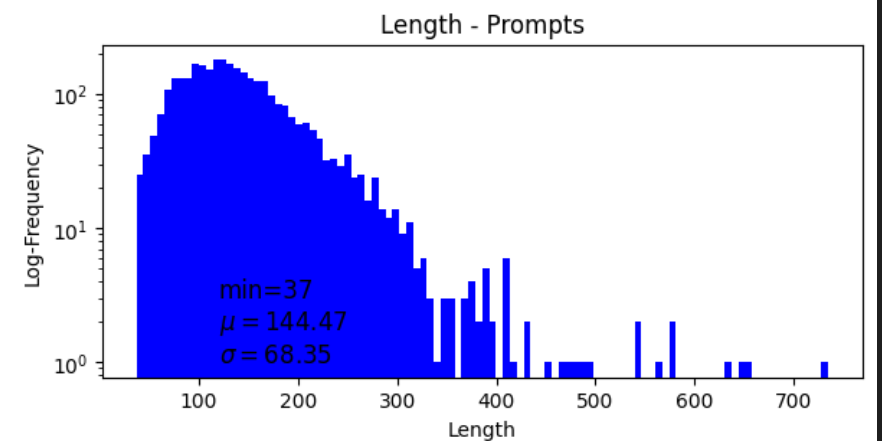 Length - Prompts
10²
10¹
10⁰
Log-Frequency
min=37
μ = 144.47
σ = 68.35
100 200 300 400 500 600 700
Length